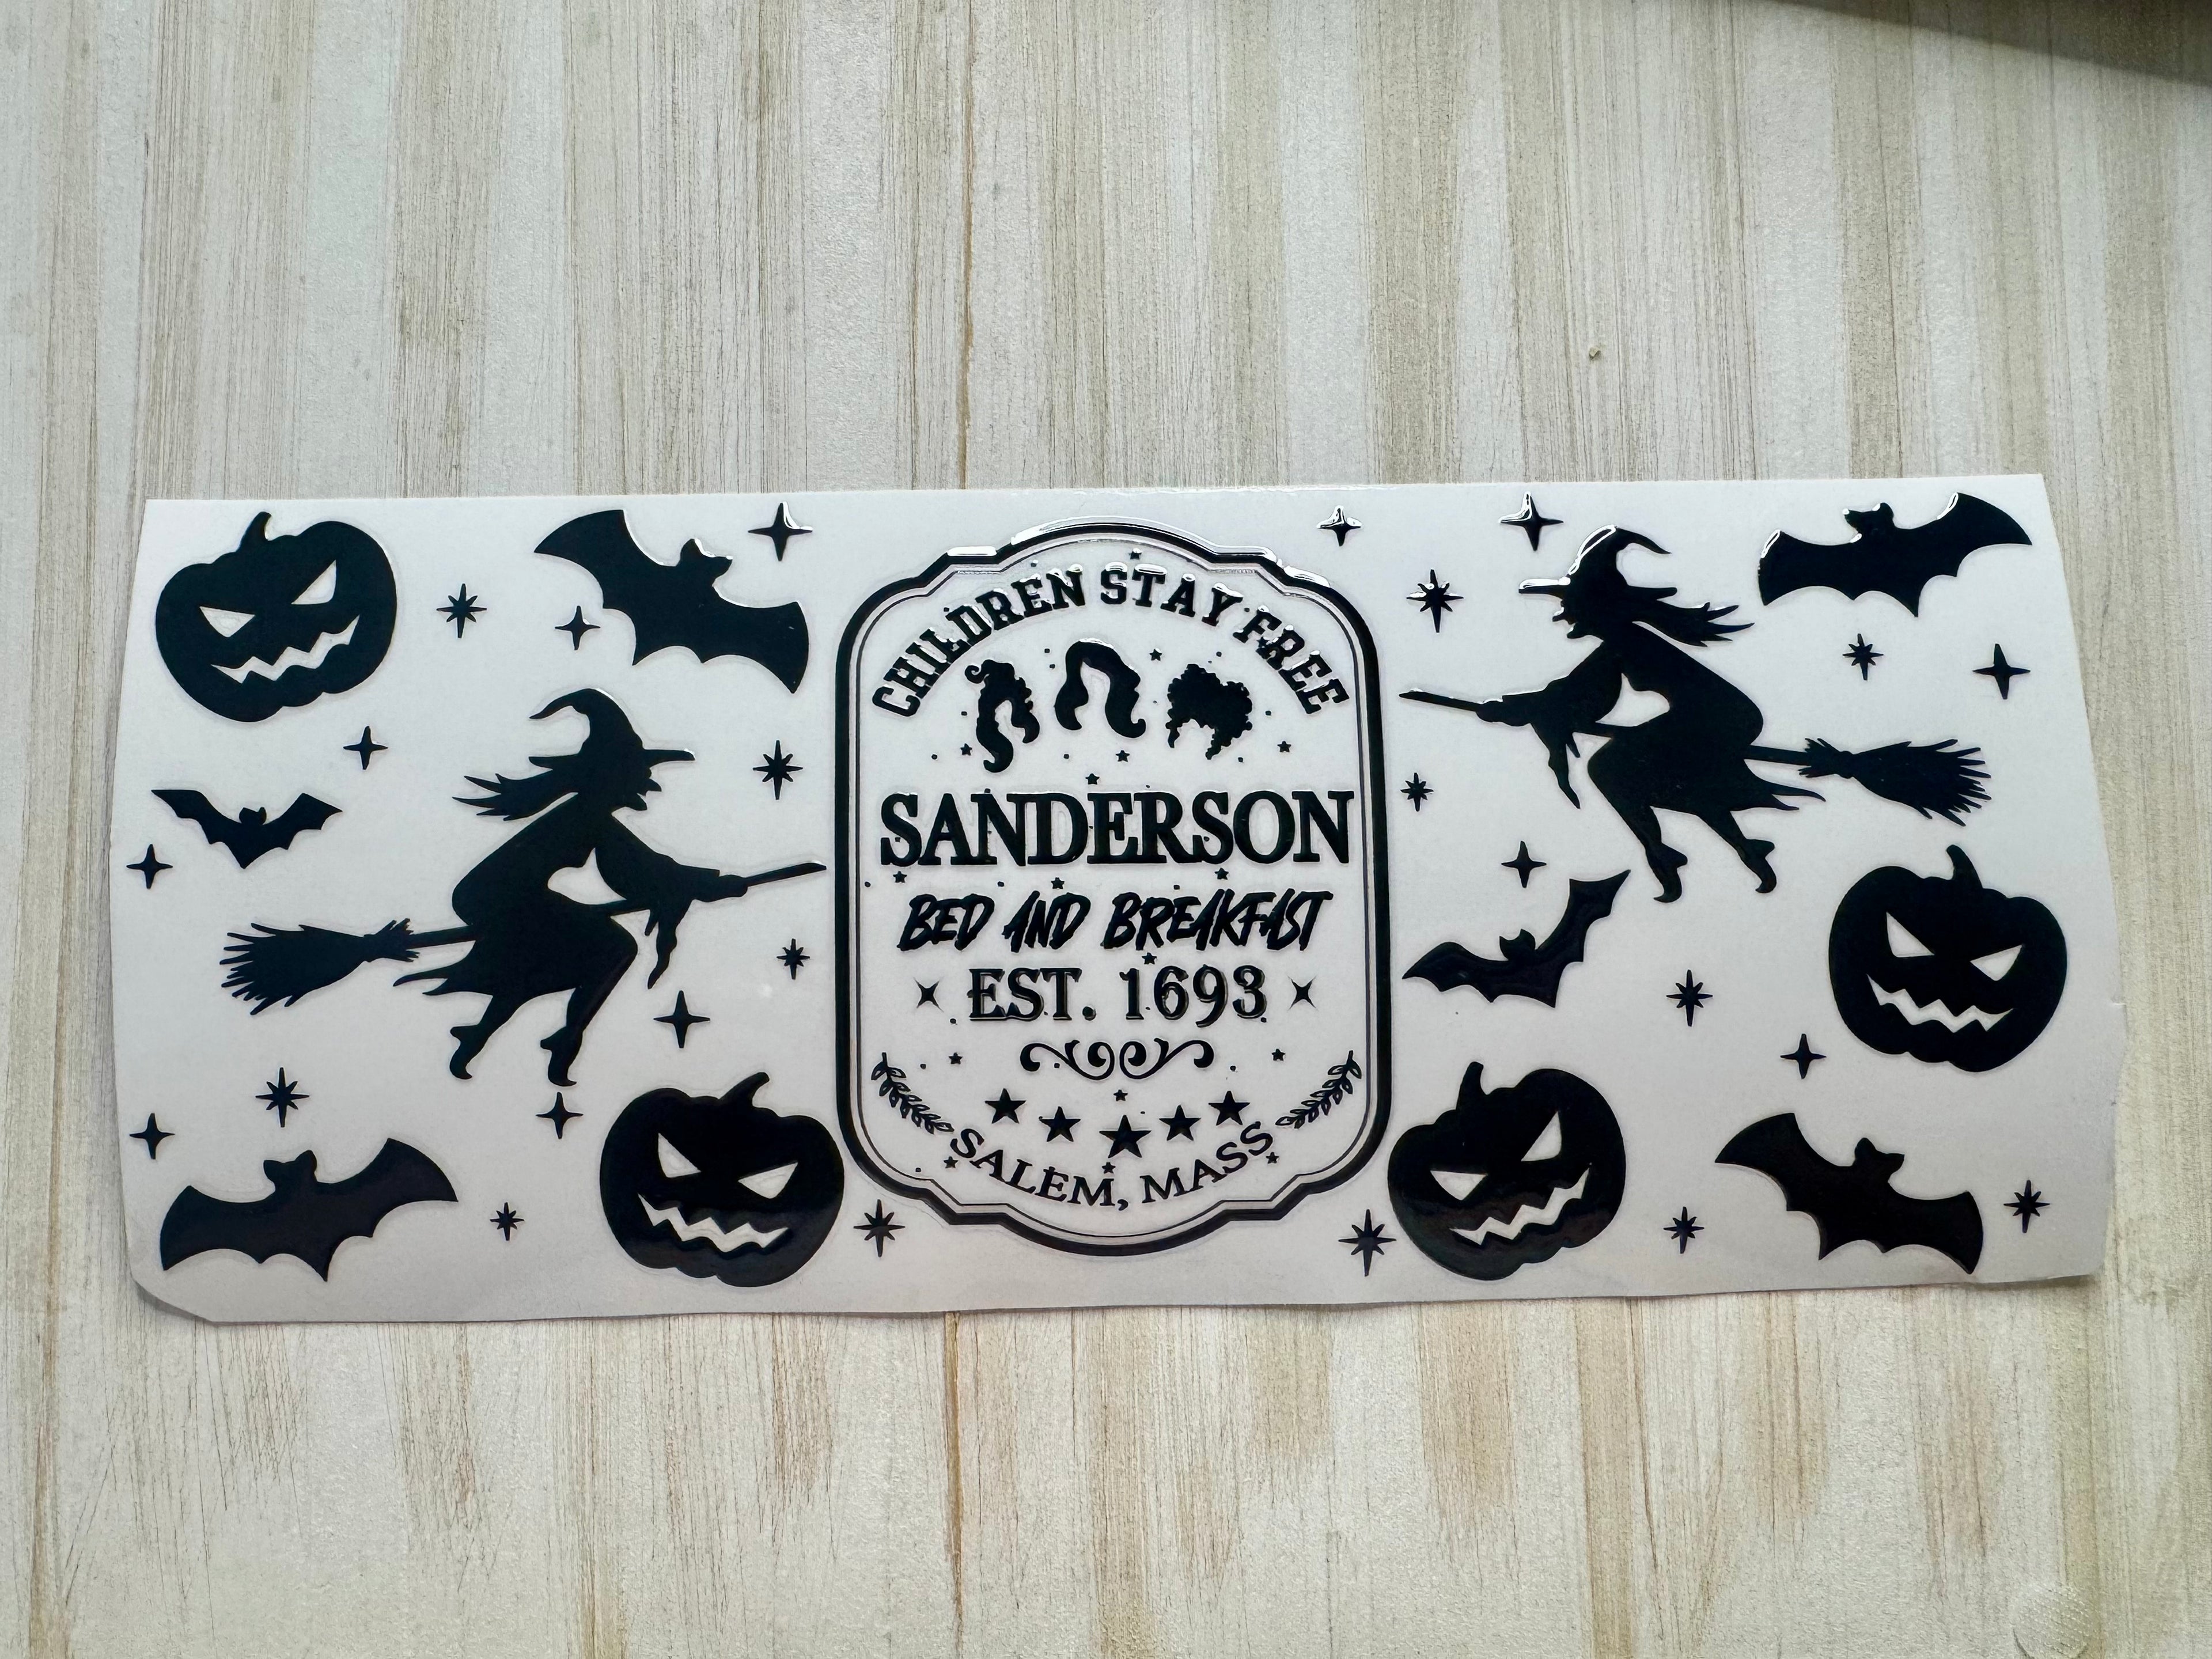 CHILDREN STAY FREE
SANDERSON
BED AND BREAKFAST
EST. 1693
SALEM, MASS